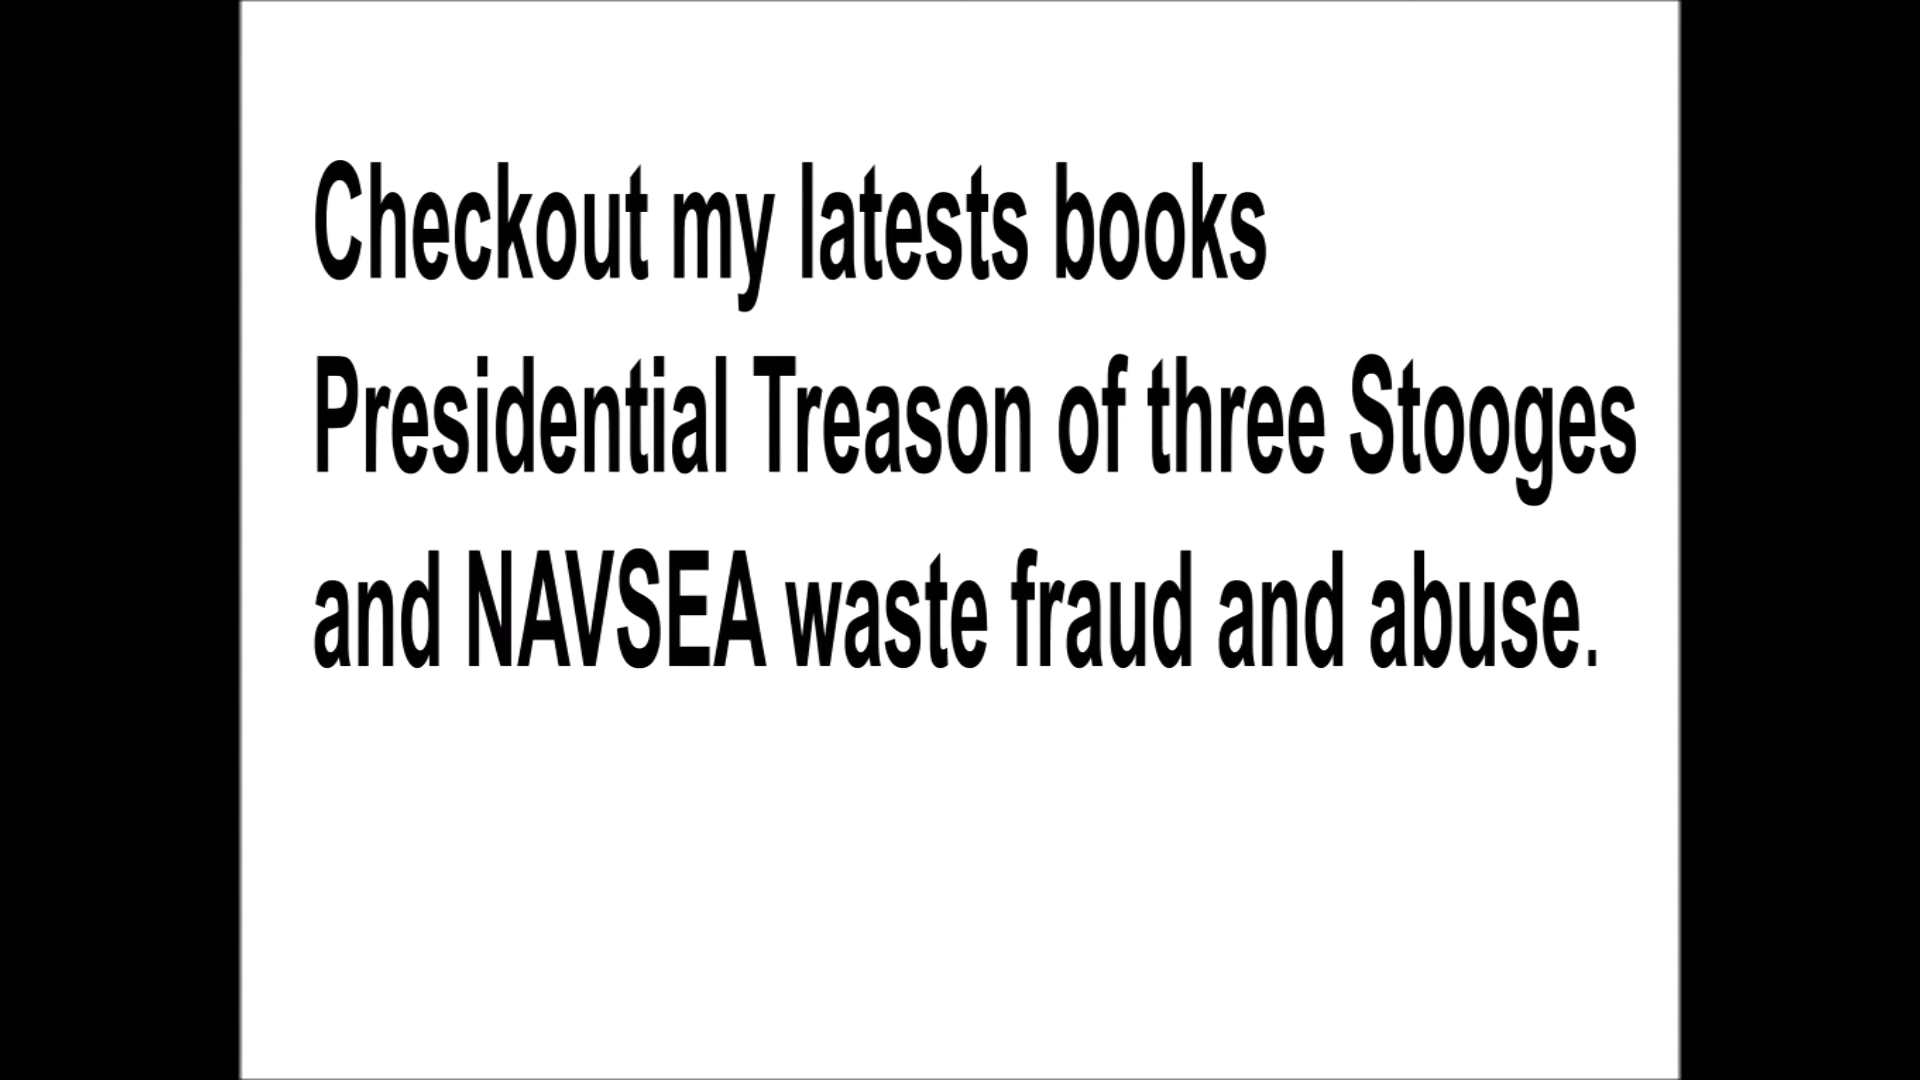 Checkout my latests books
Presidential Treason of three Stooges
and NAVSEA waste fraud and abuse.